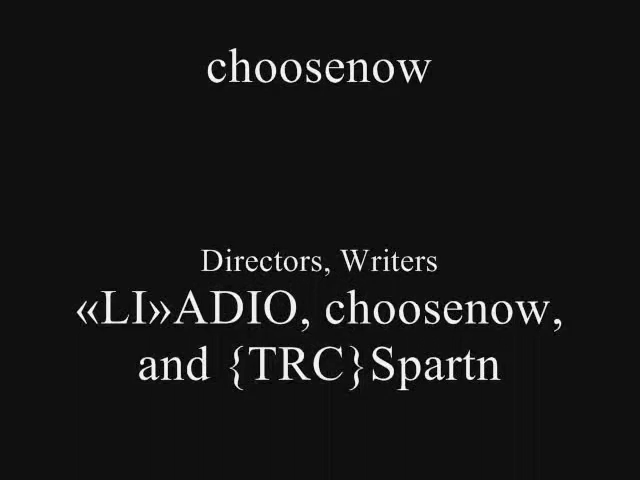 choosenow
Directors, Writers
«LI»ADIO, choosenow,
and {TRC}Spartn